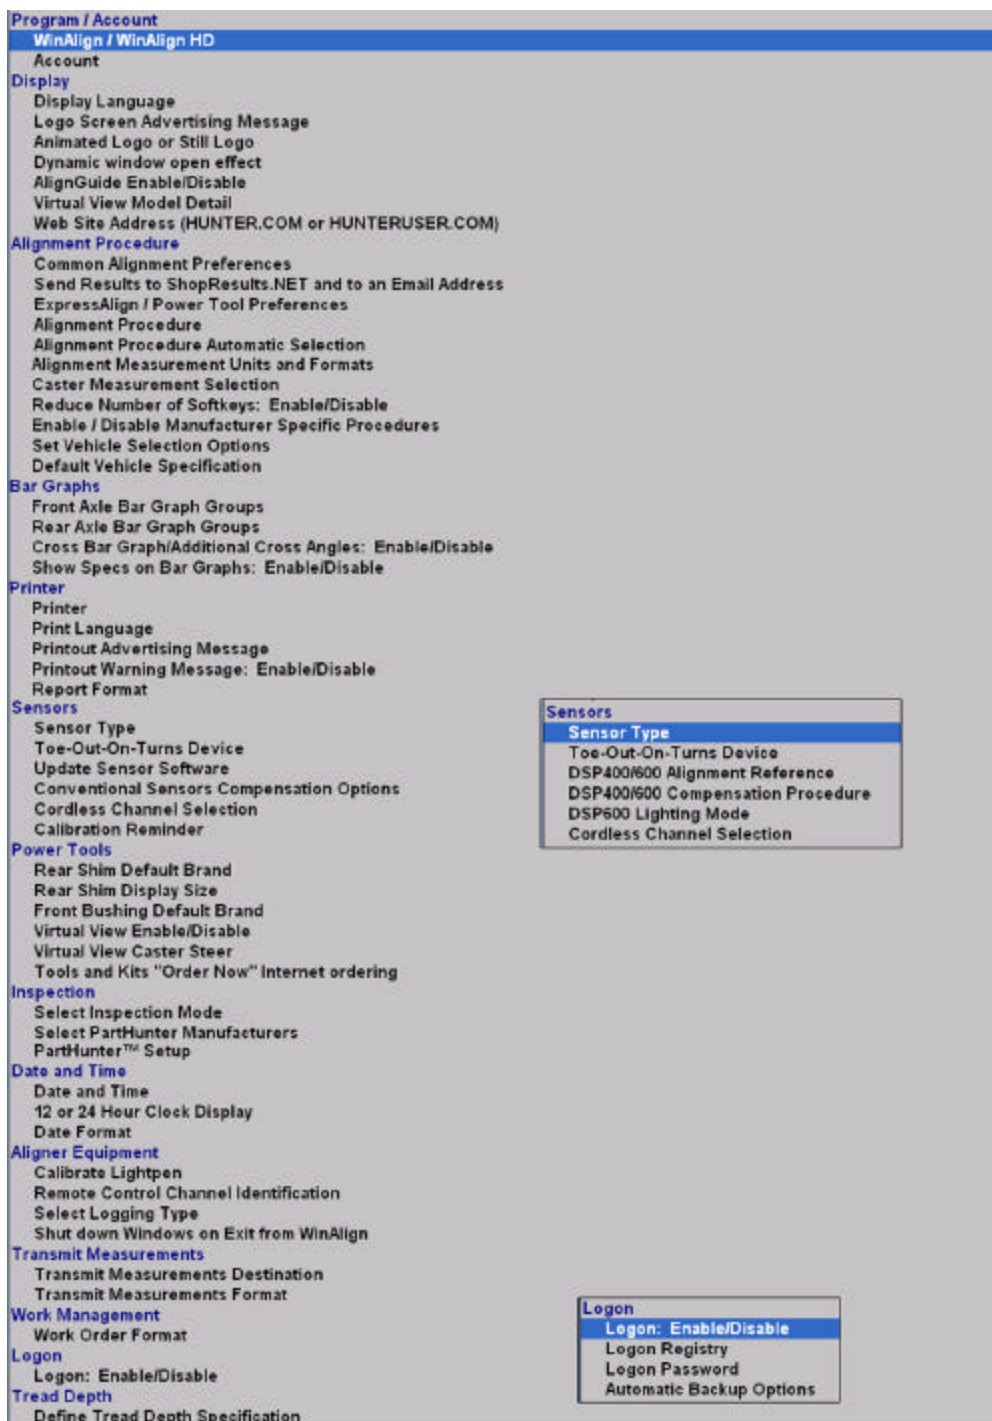 Program / Account
WinAlign / WinAlign HD
Account
Display
Display Language
Logo Screen Advertising Message
Animated Logo or Still Logo
Dynamic window open effect
AlignGuide Enable/Disable
Virtual View Model Detail
Web Site Address (HUNTER.COM or HUNTERUSER.COM)
Alignment Procedure
Common Alignment Preferences
Send Results to ShopResults.NET and to an Email Address
ExpressAlign / Power Tool Preferences
Alignment Procedure
Alignment Procedure Automatic Selection
Alignment Measurement Units and Formats
Caster Measurement Selection
Reduce Number of Softkeys: Enable/Disable
Enable / Disable Manufacturer Specific Procedures
Set Vehicle Selection Options
Default Vehicle Specification
Bar Graphs
Front Axle Bar Graph Groups
Rear Axle Bar Graph Groups
Cross Bar Graph/Additional Cross Angles: Enable/Disable
Show Specs on Bar Graphs: Enable/Disable
Printer
Printer
Print Language
Printout Advertising Message
Printout Warning Message: Enable/Disable
Report Format
Sensors
Sensor Type
Toe-Out-On-Turns Device
Update Sensor Software
Conventional Sensors Compensation Options
Cordless Channel Selection
Calibration Reminder
Sensors
Sensor Type
Toe-Out-On-Turns Device
DSP400/600 Alignment Reference
DSP400/600 Compensation Procedure
DSP600 Lighting Mode
Cordless Channel Selection
Power Tools
Rear Shim Default Brand
Rear Shim Display Size
Front Bushing Default Brand
Virtual View Enable/Disable
Virtual View Caster Steer
Tools and Kits "Order Now" Internet ordering
Inspection
Select Inspection Mode
Select PartHunter Manufacturers
PartHunter™ Setup
Date and Time
Date and Time
12 or 24 Hour Clock Display
Date Format
Aligner Equipment
Calibrate Lightpen
Remote Control Channel Identification
Select Logging Type
Shut down Windows on Exit from WinAlign
Transmit Measurements
Transmit Measurements Destination
Transmit Measurements Format
Work Management
Work Order Format
Logon
Logon: Enable/Disable
Logon
Logon: Enable/Disable
Logon Registry
Logon Password
Automatic Backup Options
Tread Depth
Define Tread Depth Specification